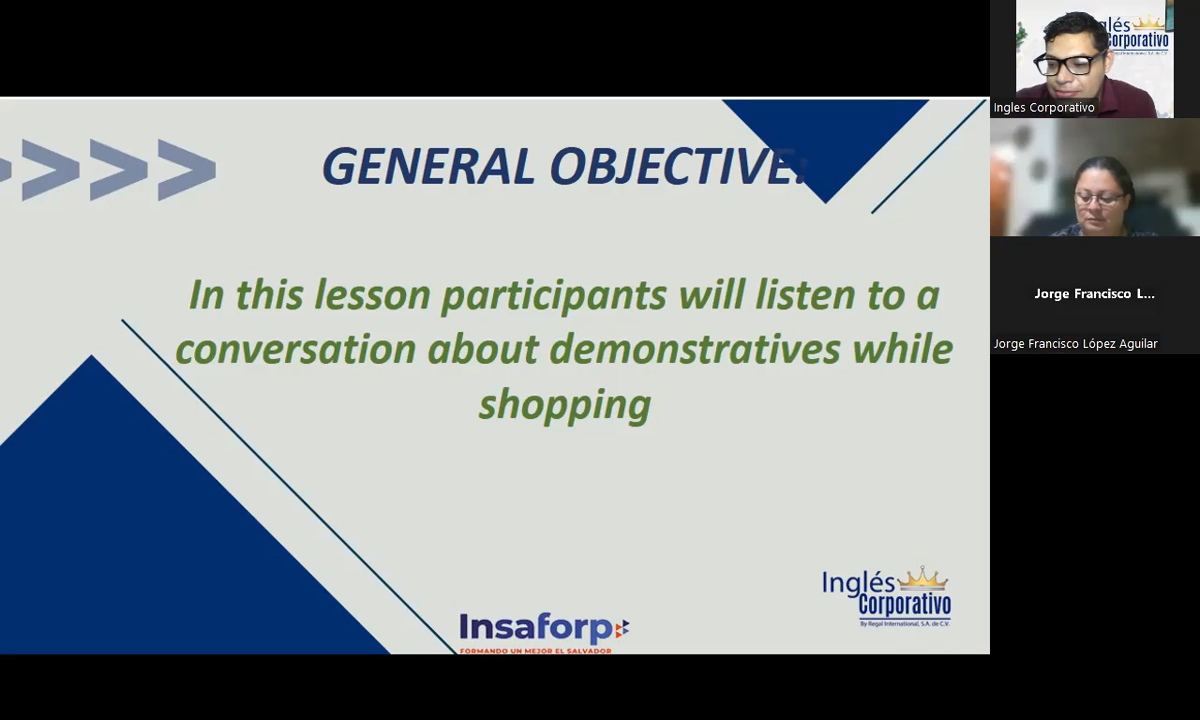 >>>>
GENERAL OBJECTIVE:
In this lesson participants will listen to a
conversation about demonstratives while
shopping
Insaforp
FORMANDO UN MEJOR EL SALVADOR
Inglés
Corporativo
By Regal International, S.A. de C.V.
glés
Corporativo
Ingles Corporativo
Jorge Francisco L...
Jorge Francisco López Aguilar